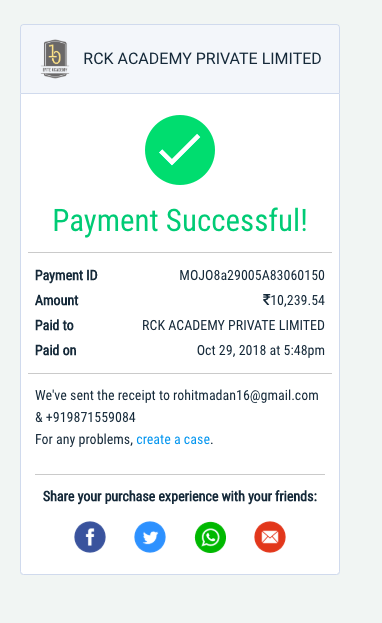 RCK ACADEMY PRIVATE LIMITED
Payment Successful!
Payment ID MOJO8a29005A83060150
Amount ₹10,239.54
Paid to RCK ACADEMY PRIVATE LIMITED
Paid on Oct 29, 2018 at 5:48pm
We've sent the receipt to rohitmadan16@gmail.com
& +919871559084
For any problems, create a case.
Share your purchase experience with your friends: